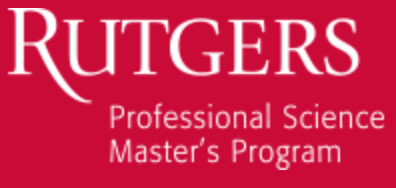 RUTGERS
Professional Science
Master's Program